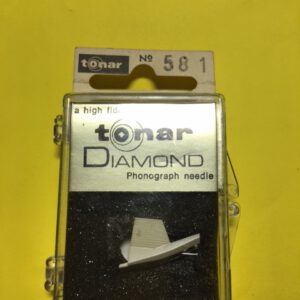 tonar No 581
a high fid
tonar
DIAMOND
Phonograph needle